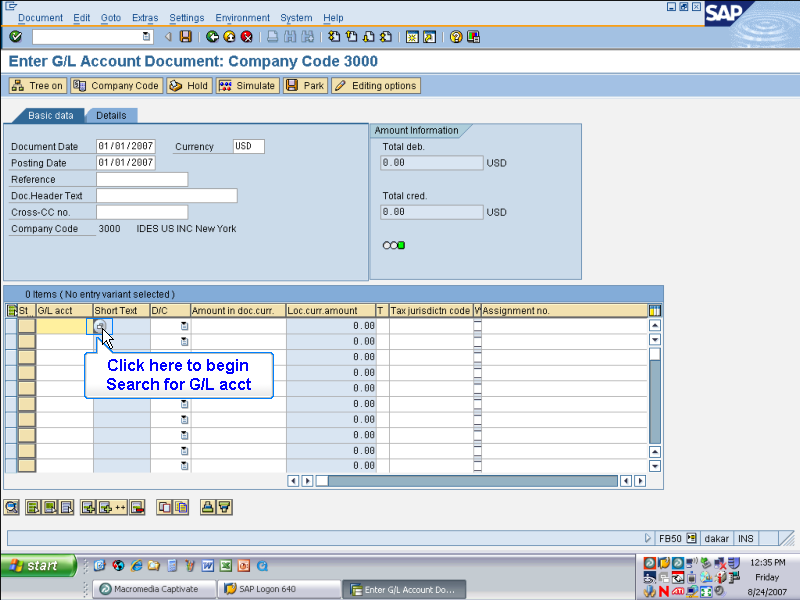 Document Edit Goto Extras Settings Environment System Help
SAP
Enter G/L Account Document: Company Code 3000
Tree on Company Code Hold Simulate Park Editing options
Basic data Details
Amount Information
Document Date 01/01/2007 Currency USD
Posting Date 01/01/2007
Reference
Doc.Header Text
Cross-CC no.
Company Code 3000 IDES US INC New York
Total deb.
0.00 USD
Total cred.
0.00 USD
0 Items ( No entry variant selected )
St... G/L acct Short Text D/C Amount in doc.curr. Loc.curr.amount T Tax jurisdictn code V Assignment no.
0.00
0.00
0.00
0.00
0.00
0.00
0.00
0.00
0.00
0.00
Click here to begin
Search for G/L acct
FB50 dakar INS
start
12:35 PM
Friday
8/24/2007
Macromedia Captivate SAP Logon 640 Enter G/L Account Do...